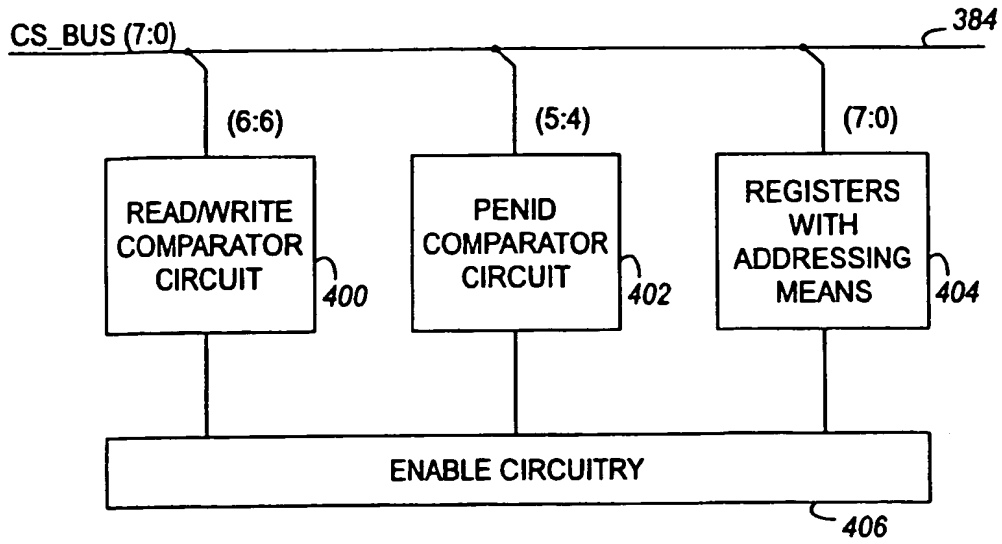 CS_BUS (7:0)
384
(6:6)
(5:4)
(7:0)
READ/WRITE
COMPARATOR
CIRCUIT
400
PENID
COMPARATOR
CIRCUIT
402
REGISTERS
WITH
ADDRESSING
MEANS
404
ENABLE CIRCUITRY
406